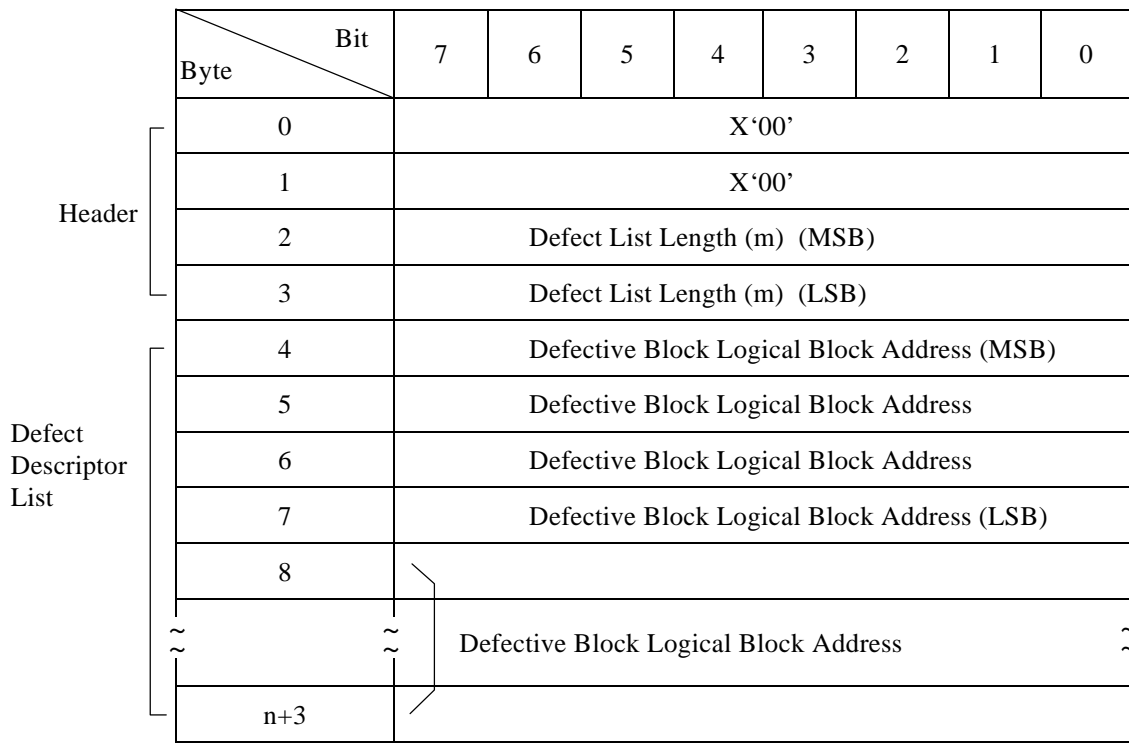 Bit 7 6 5 4 3 2 1 0
Byte
0 X‘00’
1 X‘00’
Header
2 Defect List Length (m) (MSB)
3 Defect List Length (m) (LSB)
4 Defective Block Logical Block Address (MSB)
5 Defective Block Logical Block Address
Defect
Descriptor
List
6 Defective Block Logical Block Address
7 Defective Block Logical Block Address (LSB)
8
~ ~ Defective Block Logical Block Address ~
~ ~ ~
n+3